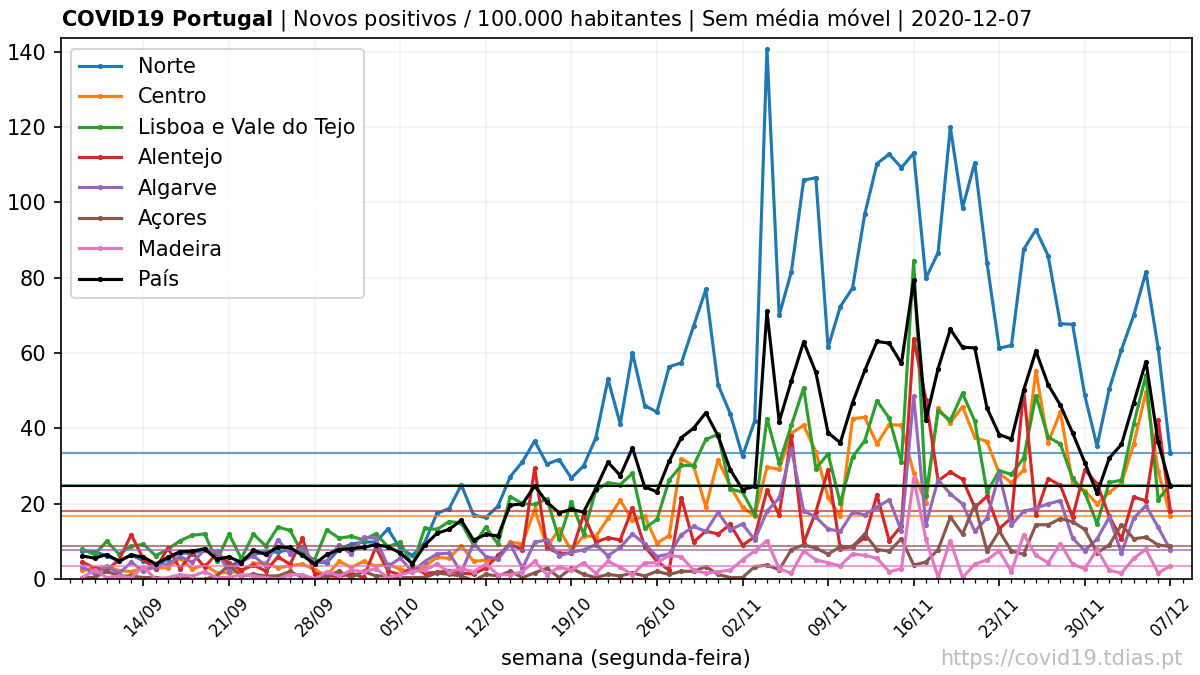 COVID19 Portugal | Novos positivos / 100.000 habitantes | Sem média móvel | 2020-12-07
140
120
100
80
60
40
20
0
Norte
Centro
Lisboa e Vale do Tejo
Alentejo
Algarve
Açores
Madeira
País
14/09
21/09
28/09
05/10
12/10
19/10
26/10
02/11
09/11
16/11
23/11
30/11
07/12
semana (segunda-feira)
https://covid19.tdias.pt